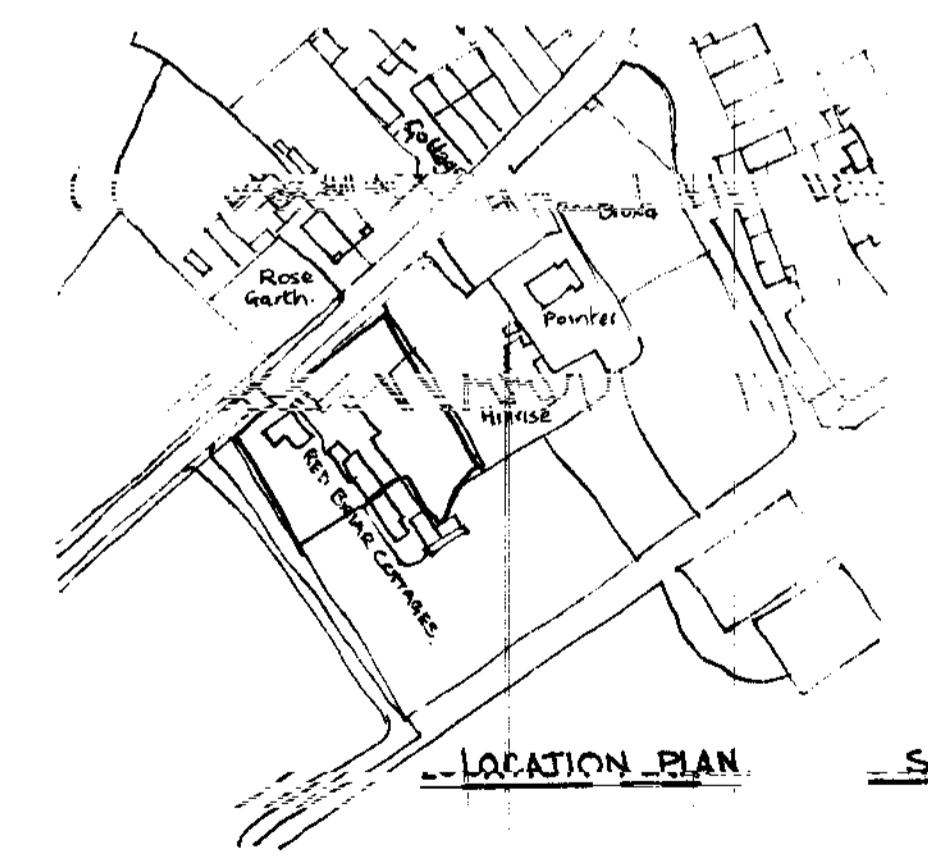 Rose
Garth.
Pointer
Hillrise
RED BRIAR COTTAGES
LOCATION PLAN
S